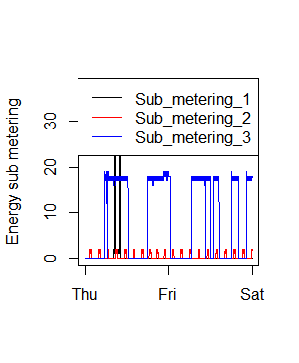 Energy sub metering
Sub_metering_1
Sub_metering_2
Sub_metering_3
30
20
10
0
Thu Fri Sat